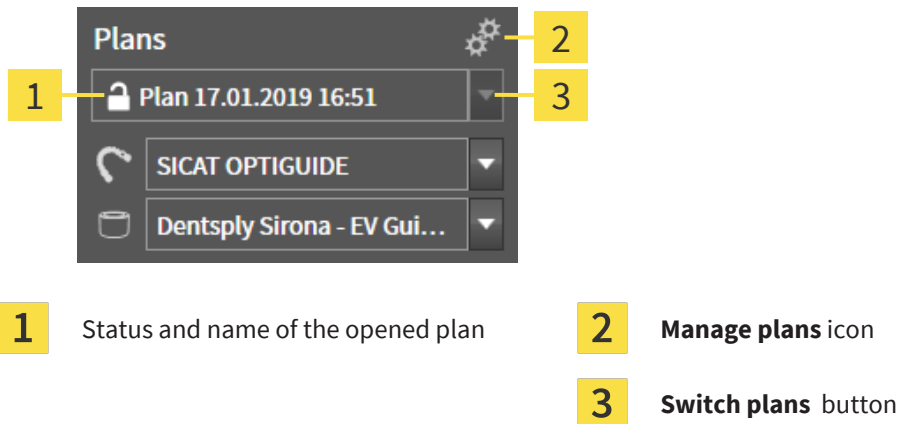 Plans
2
1
Plan 17.01.2019 16:51
3
SICAT OPTIGUIDE
Dentsply Sirona - EV Gui...
1 Status and name of the opened plan
2 Manage plans icon
3 Switch plans button